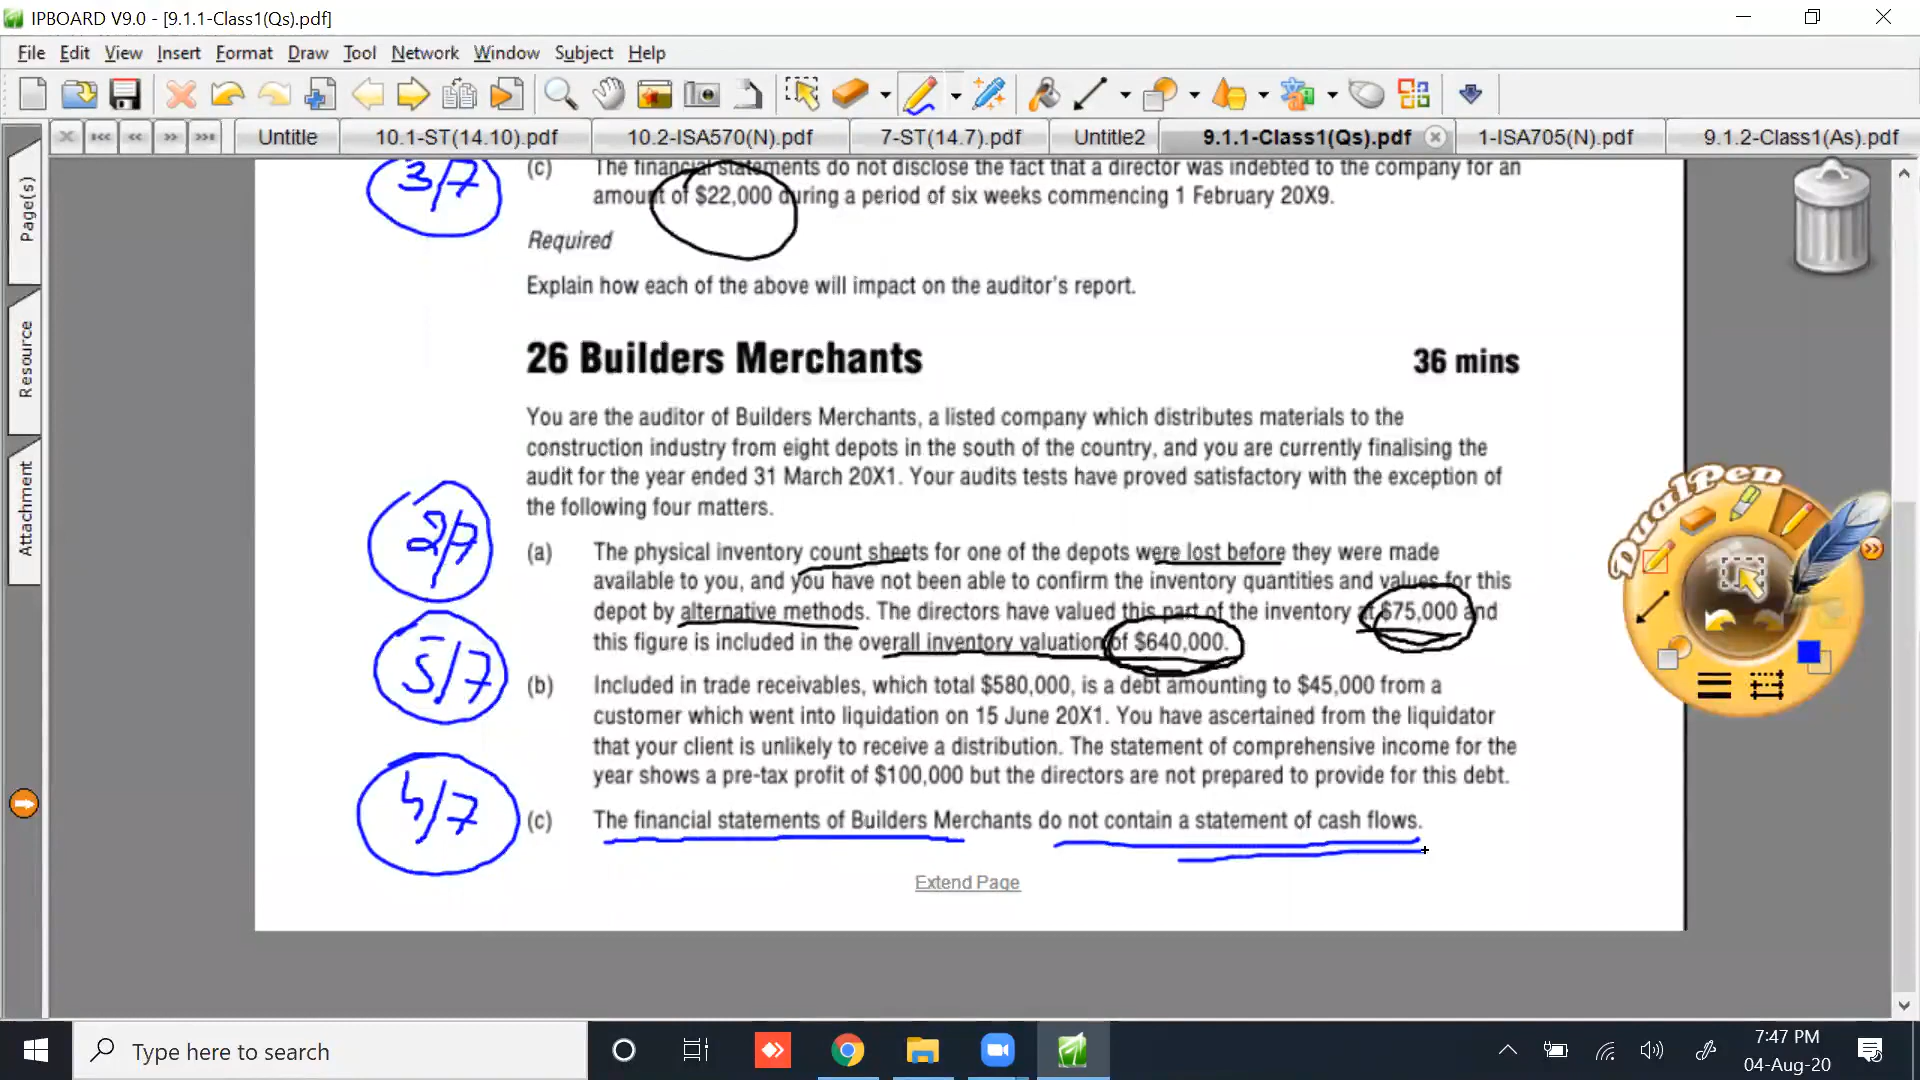 IPBOARD V9.0 - [9.1.1-Class1(Qs).pdf]
File Edit View Insert Format Draw Tool Network Window Subject Help
Untitle 10.1-ST(14.10).pdf 10.2-ISA570(N).pdf 7-ST(14.7).pdf Untitle2 9.1.1-Class1(Qs).pdf 1-ISA705(N).pdf 9.1.2-Class1(As).pdf
Page(s)
Resource
Attachment
3/7
(c) The financial statements do not disclose the fact that a director was indebted to the company for an
amount of $22,000 during a period of six weeks commencing 1 February 20X9.
Required
Explain how each of the above will impact on the auditor's report.
26 Builders Merchants 36 mins
You are the auditor of Builders Merchants, a listed company which distributes materials to the
construction industry from eight depots in the south of the country, and you are currently finalising the
audit for the year ended 31 March 20X1. Your audits tests have proved satisfactory with the exception of
the following four matters.
2/7
(a) The physical inventory count sheets for one of the depots were lost before they were made
available to you, and you have not been able to confirm the inventory quantities and values for this
depot by alternative methods. The directors have valued this part of the inventory at $75,000 and
this figure is included in the overall inventory valuation of $640,000.
5/7
(b) Included in trade receivables, which total $580,000, is a debt amounting to $45,000 from a
customer which went into liquidation on 15 June 20X1. You have ascertained from the liquidator
that your client is unlikely to receive a distribution. The statement of comprehensive income for the
year shows a pre-tax profit of $100,000 but the directors are not prepared to provide for this debt.
4/7
(c) The financial statements of Builders Merchants do not contain a statement of cash flows.
Extend Page
DualPen
Type here to search
7:47 PM
04-Aug-20